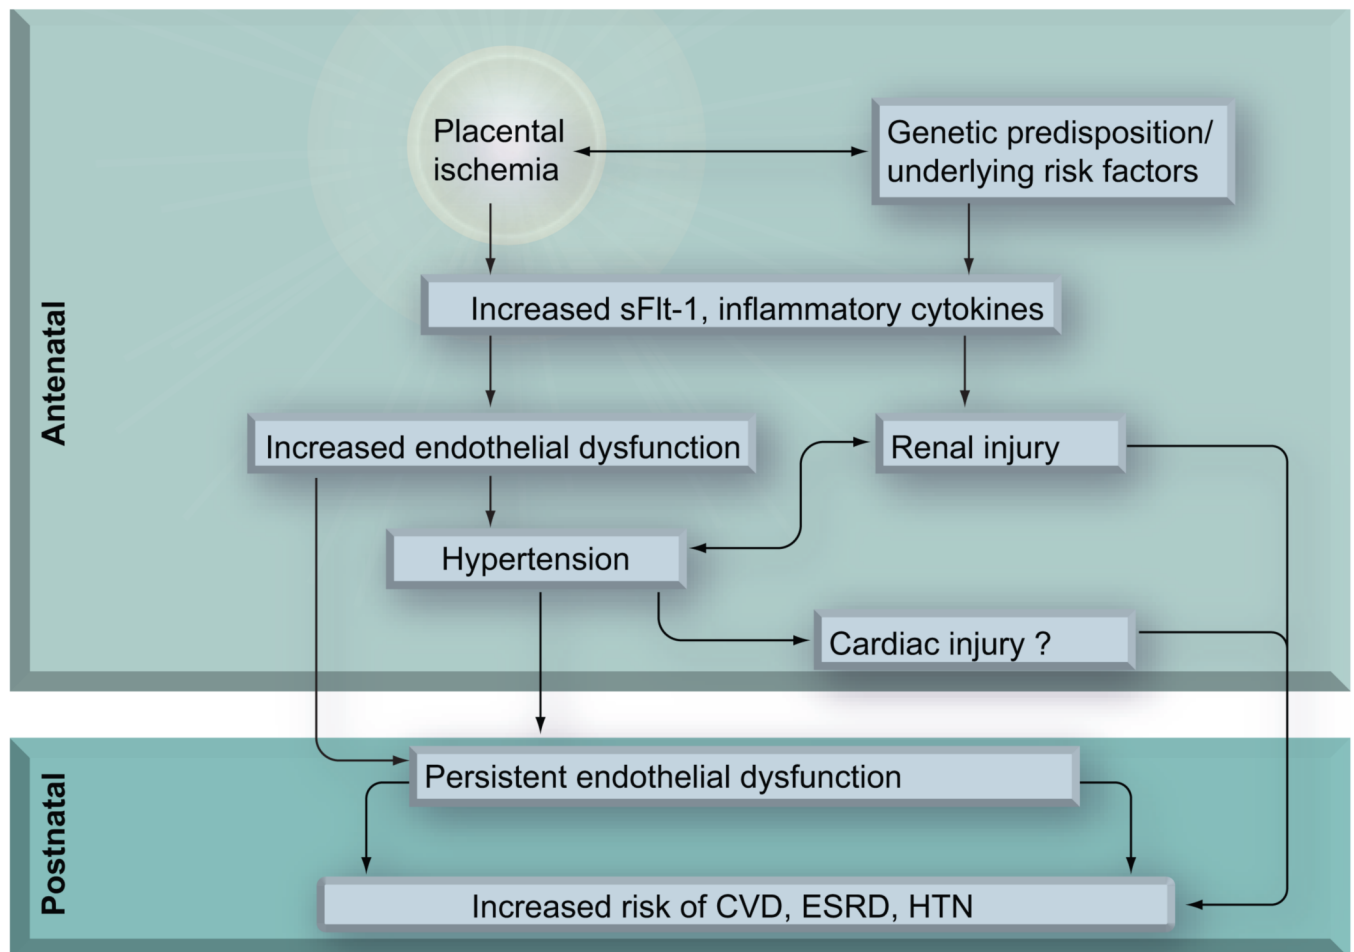 Antenatal
Placental
ischemia
Genetic predisposition/
underlying risk factors
Increased sFlt-1, inflammatory cytokines
Increased endothelial dysfunction
Renal injury
Hypertension
Cardiac injury ?
Postnatal
Persistent endothelial dysfunction
Increased risk of CVD, ESRD, HTN